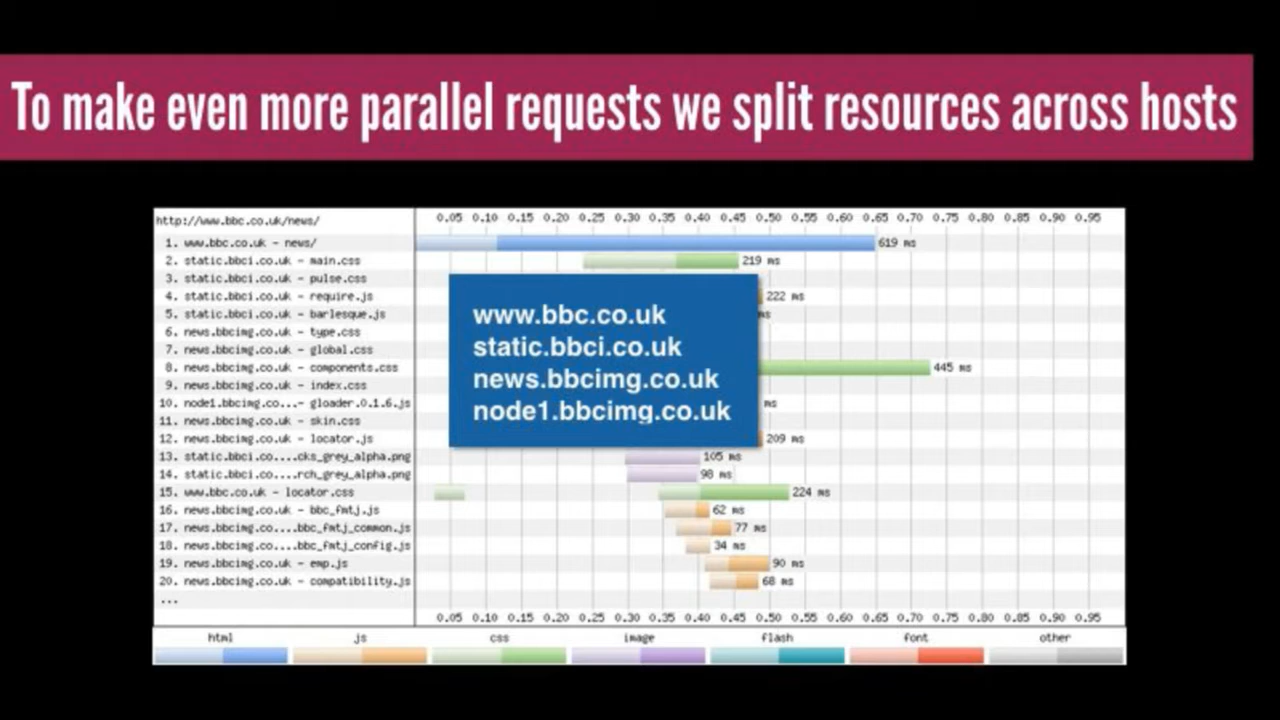 To make even more parallel requests we split resources across hosts
http://www.bbc.co.uk/news/
0.05 0.10 0.15 0.20 0.25 0.30 0.35 0.40 0.45 0.50 0.55 0.60 0.65 0.70 0.75 0.80 0.85 0.90 0.95
1. www.bbc.co.uk - news/ 619 ms
2. static.bbci.co.uk - main.css 219 ms
3. static.bbci.co.uk - pulse.css
4. static.bbci.co.uk - require.js 222 ms
5. static.bbci.co.uk - barlesque.js ms
6. news.bbcimg.co.uk - type.css
7. news.bbcimg.co.uk - global.css
8. news.bbcimg.co.uk - components.css 445 ms
9. news.bbcimg.co.uk - index.css
10. node1.bbcimg.co...- gloader.0.1.6.js ms
11. news.bbcimg.co.uk - skin.css
12. news.bbcimg.co.uk - locator.js 209 ms
13. static.bbci.co....cks_grey_alpha.png 105 ms
14. static.bbci.co....rch_grey_alpha.png 98 ms
15. www.bbc.co.uk - locator.css 224 ms
16. news.bbcimg.co.uk - bbc_fmtj.js 62 ms
17. news.bbcimg.co....bbc_fmtj_common.js 77 ms
18. news.bbcimg.co....bbc_fmtj_config.js 34 ms
19. news.bbcimg.co.uk - emp.js 90 ms
20. news.bbcimg.co.uk - compatibility.js 68 ms
...
www.bbc.co.uk
static.bbci.co.uk
news.bbcimg.co.uk
node1.bbcimg.co.uk
0.05 0.10 0.15 0.20 0.25 0.30 0.35 0.40 0.45 0.50 0.55 0.60 0.65 0.70 0.75 0.80 0.85 0.90 0.95
html js css image flash font other